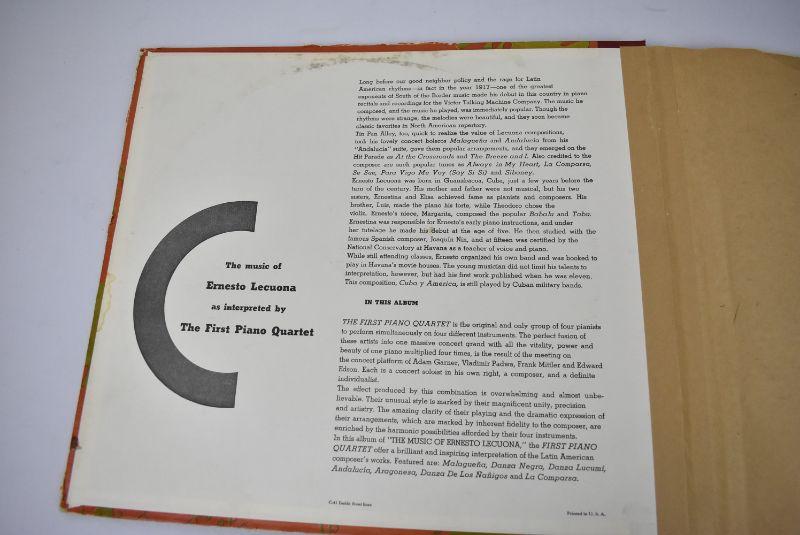 The music of
Ernesto Lecuona
as interpreted by
The First Piano Quartet
Long before our good neighbor policy and the rage for Latin
American rhythms—in fact in the year 1917—one of the greatest
exponents of South of the Border music made his debut in this country in piano
recitals and recordings for the Victor Talking Machine Company. The music he
composed, and the music he played, was immediately popular. Though the
rhythms were strange, the melodies were beautiful, and they soon became
classic favorites in North American repertory.
Tin Pan Alley, too, quick to realize the value of Lecuona compositions,
took his lovely concert boleros Malagueña and Andalucia from his
"Andalucia" suite, gave them popular arrangements, and they emerged on the
Hit Parade as At the Crossroads and The Breeze and I. Also credited to the
composer are such popular tunes as Always in My Heart, La Comparsa,
Se Sue, Para Vigo Me Voy (Say Si Si) and Siboney.
Ernesto Lecuona was born in Guanabacoa, Cuba, just a few years before the
turn of the century. His mother and father were not musical, but his two
sisters, Ernestina and Elisa achieved fame as pianists and composers. His
brother, Luis, made the piano his forte, while Theodoro chose the
violin. Ernesto's niece, Margarita, composed the popular Babalu and Tabu.
Ernestina was responsible for Ernesto's early piano instructions, and under
her tutelage he made his debut at the age of five. He then studied with the
famous Spanish composer, Joaquin Nin, and at fifteen was certified by the
National Conservatory at Havana as a teacher of voice and piano.
While still attending classes, Ernesto organized his own band and was booked to
play in Havana's movie houses. The young musician did not limit his talents to
interpretation, however, but had his first work published when he was eleven.
This composition, Cuba y America, is still played by Cuban military bands.
IN THIS ALBUM
THE FIRST PIANO QUARTET is the original and only group of four pianists
to perform simultaneously on four different instruments. The perfect fusion of
these artists into one massive concert grand with all the vitality, power and
beauty of one piano multiplied four times, is the result of the meeting on
the concert platform of Adam Garner, Vladimir Padwa, Frank Mittler and Edward
Edson. Each is a concert soloist in his own right, a composer, and a definite
individualist.
The effect produced by this combination is overwhelming and almost unbe-
lievable. Their unusual style is marked by their magnificent unity, precision
and artistry. The amazing clarity of their playing and the dramatic expression of
their arrangements, which are marked by inherent fidelity to the composer, are
enriched by the harmonic possibilities afforded by their four instruments.
In this album of "THE MUSIC OF ERNESTO LECUONA," the FIRST PIANO
QUARTET offer a brilliant and inspiring interpretation of the Latin American
composer's works. Featured are: Malagueña, Danza Negra, Danza Lucumi,
Andalucia, Aragonesa, Danza De Los Ñañigos and La Comparsa.
C-41 Inside Front Liner
Printed in U. S. A.